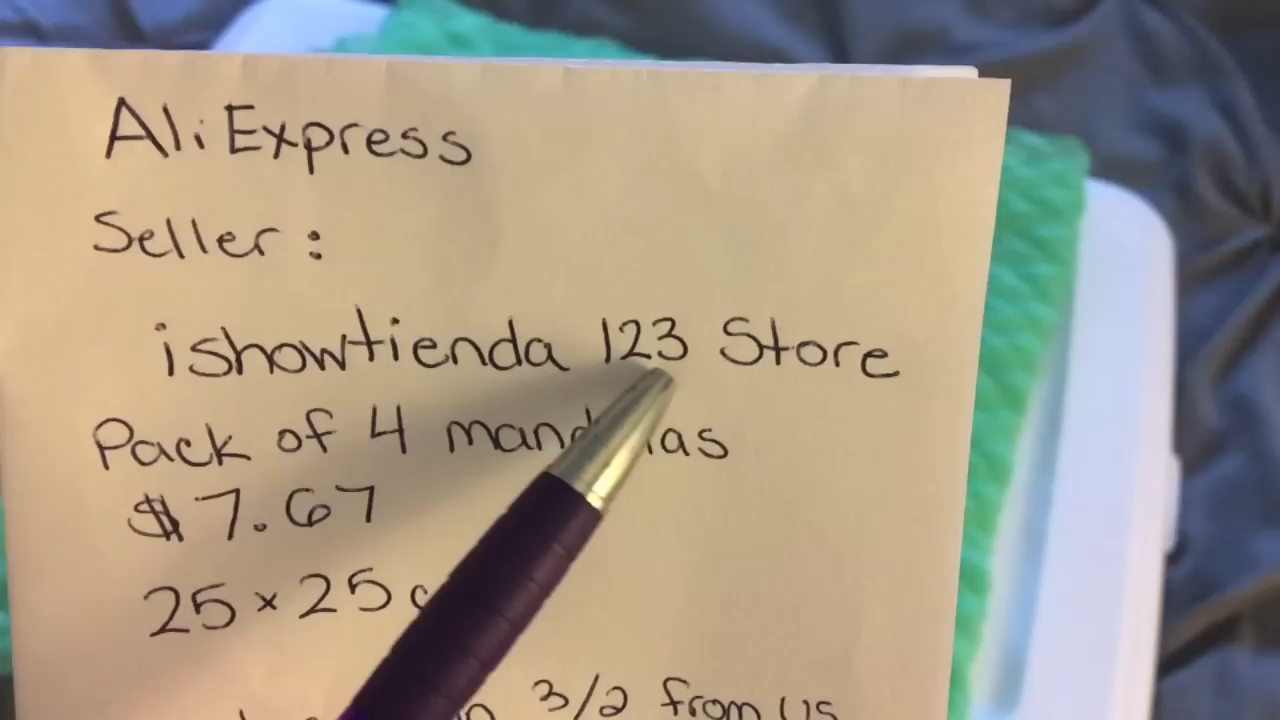 AliExpress
Seller:
ishowtienda 123 Store
Pack of 4
$7.67
25 x 25
3/2 from US